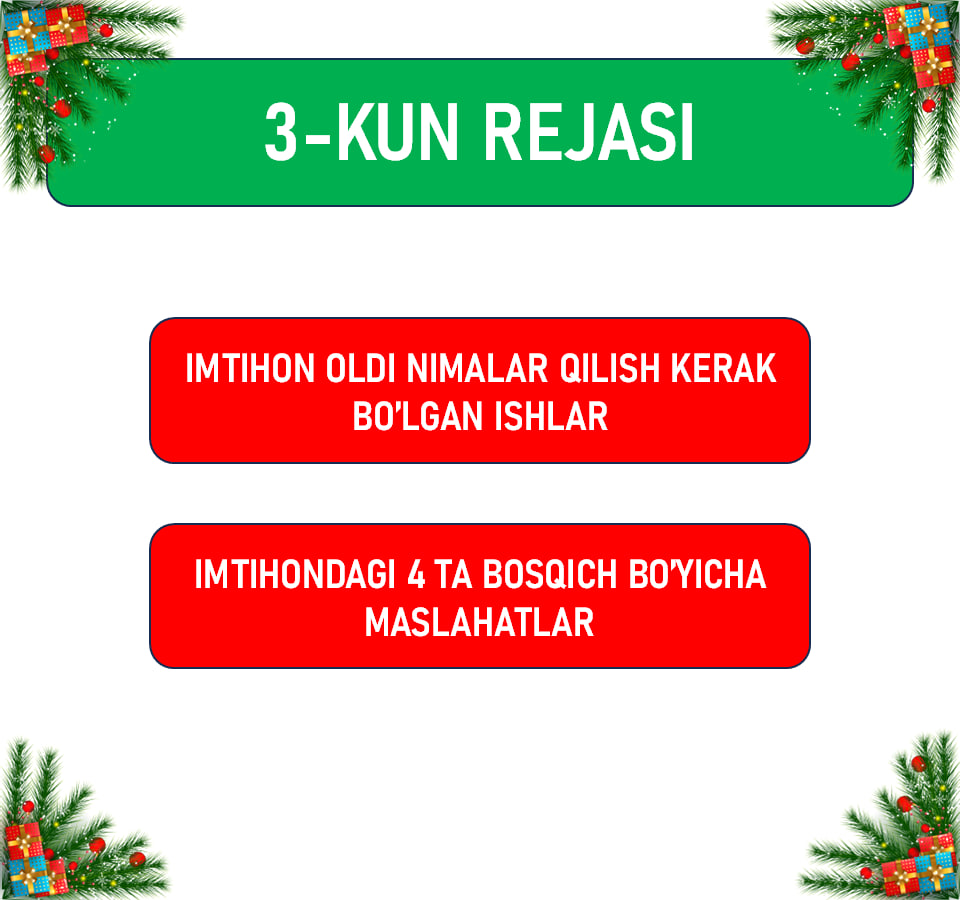 3-KUN REJASI
IMTIHON OLDI NIMALAR QILISH KERAK
BO’LGAN ISHLAR
IMTIHONDAGI 4 TA BOSQICH BO’YICHA
MASLAHATLAR